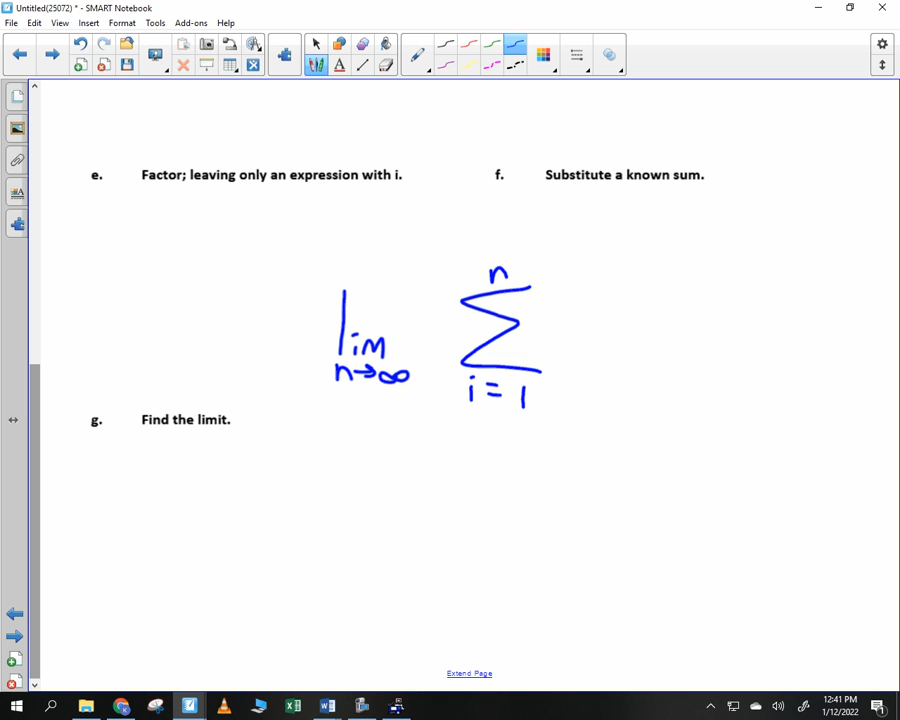 Untitled(25072) * - SMART Notebook
File Edit View Insert Format Tools Add-ons Help
e. Factor; leaving only an expression with i. f. Substitute a known sum.
n
lim Σ
n→∞ i = 1
g. Find the limit.
Extend Page
12:41 PM
1/12/2022